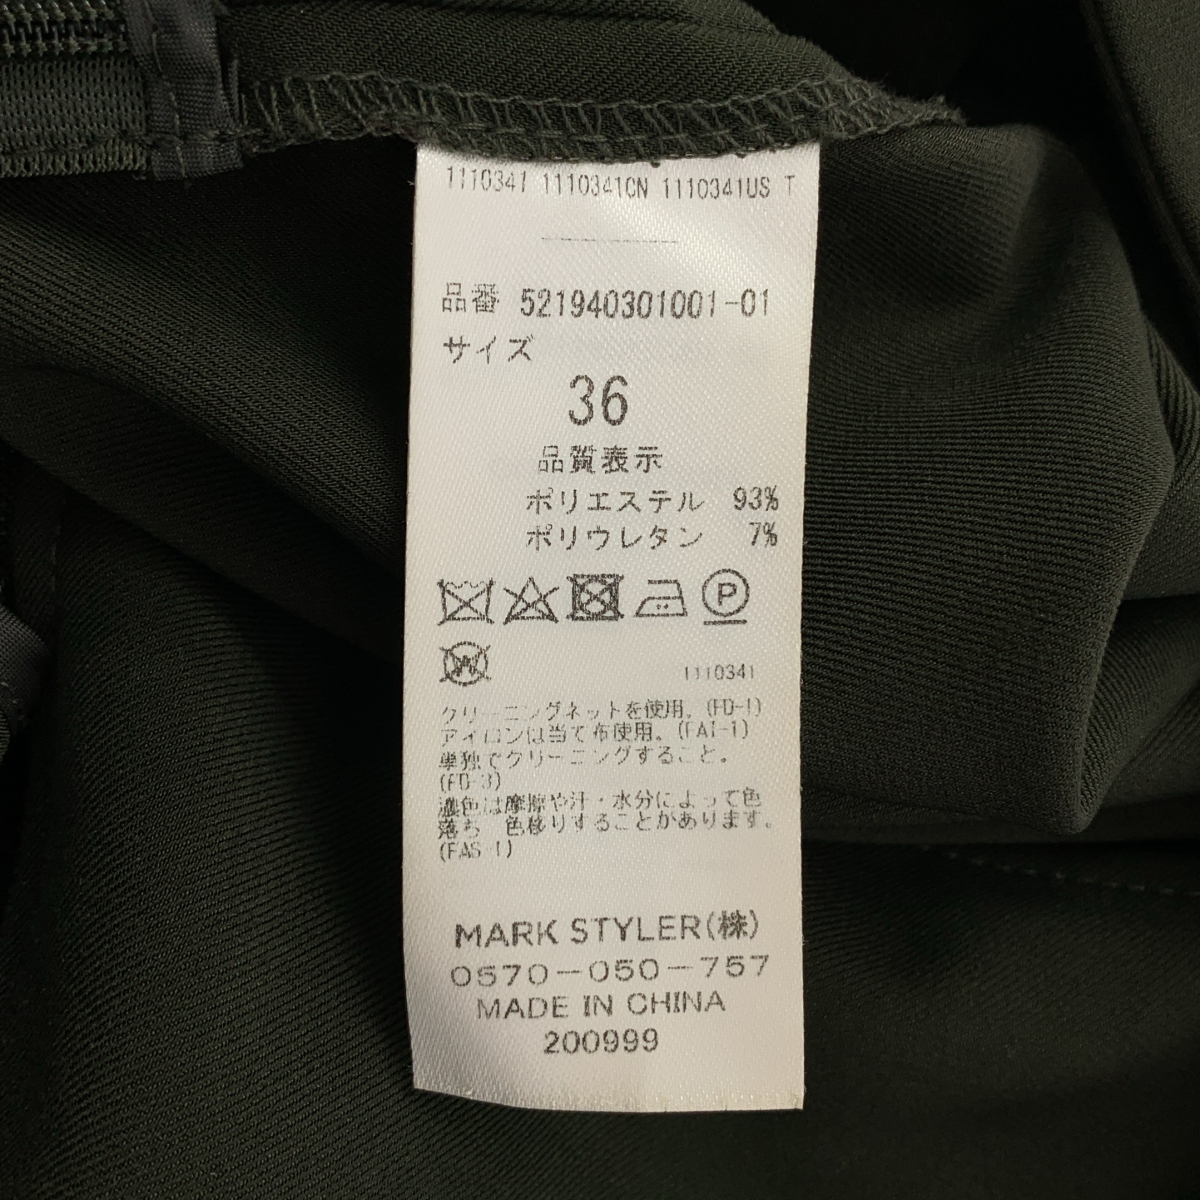 1110341 1110341CN 1110341US T
品番 521940301001-01
サイズ
36
品質表示
ポリエステル 93%
ポリウレタン 7%
P
W
1110341
クリーニングネットを使用。(FD-1)
アイロンは当て布使用。(FAI-1)
単独でクリーニングすること。
(FD-3)
濃色は摩擦や汗・水分によって色
落ち 色移りすることがあります。
(FAS-1)
MARK STYLER(株)
0570-050-757
MADE IN CHINA
200999